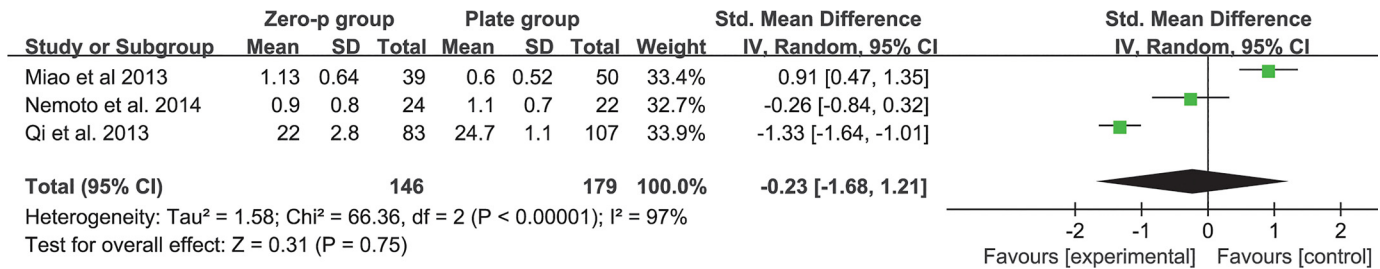 Zero-p group Plate group Std. Mean Difference Std. Mean Difference
Study or Subgroup Mean SD Total Mean SD Total Weight IV, Random, 95% CI IV, Random, 95% CI
Miao et al 2013 1.13 0.64 39 0.6 0.52 50 33.4% 0.91 [0.47, 1.35]
Nemoto et al. 2014 0.9 0.8 24 1.1 0.7 22 32.7% -0.26 [-0.84, 0.32]
Qi et al. 2013 22 2.8 83 24.7 1.1 107 33.9% -1.33 [-1.64, -1.01]
Total (95% CI) 146 179 100.0% -0.23 [-1.68, 1.21]
Heterogeneity: Tau² = 1.58; Chi² = 66.36, df = 2 (P < 0.00001); I² = 97%
Test for overall effect: Z = 0.31 (P = 0.75)
-2 -1 0 1 2
Favours [experimental] Favours [control]